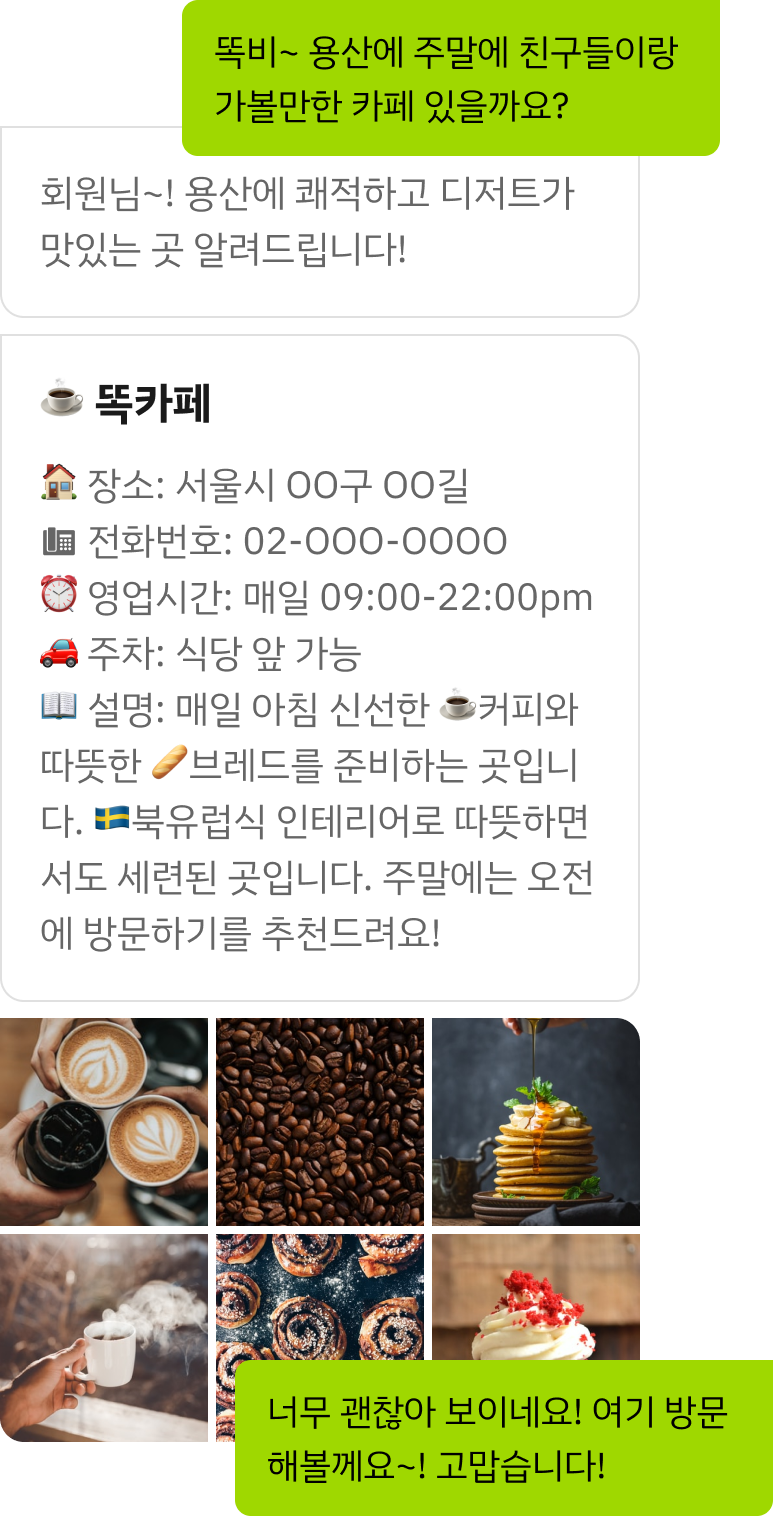 똑비~ 용산에 주말에 친구들이랑
가볼만한 카페 있을까요?
회원님~! 용산에 쾌적하고 디저트가
맛있는 곳 알려드립니다!
☕ 똑카페
🏠 장소: 서울시 OO구 OO길
📠 전화번호: 02-OOO-OOOO
⏰ 영업시간: 매일 09:00-22:00pm
🚗 주차: 식당 앞 가능
📖 설명: 매일 아침 신선한 ☕커피와
따뜻한 🥖브레드를 준비하는 곳입니
다. 🇸🇪북유럽식 인테리어로 따뜻하면
서도 세련된 곳입니다. 주말에는 오전
에 방문하기를 추천드려요!
너무 괜찮아 보이네요! 여기 방문
해볼께요~! 고맙습니다!